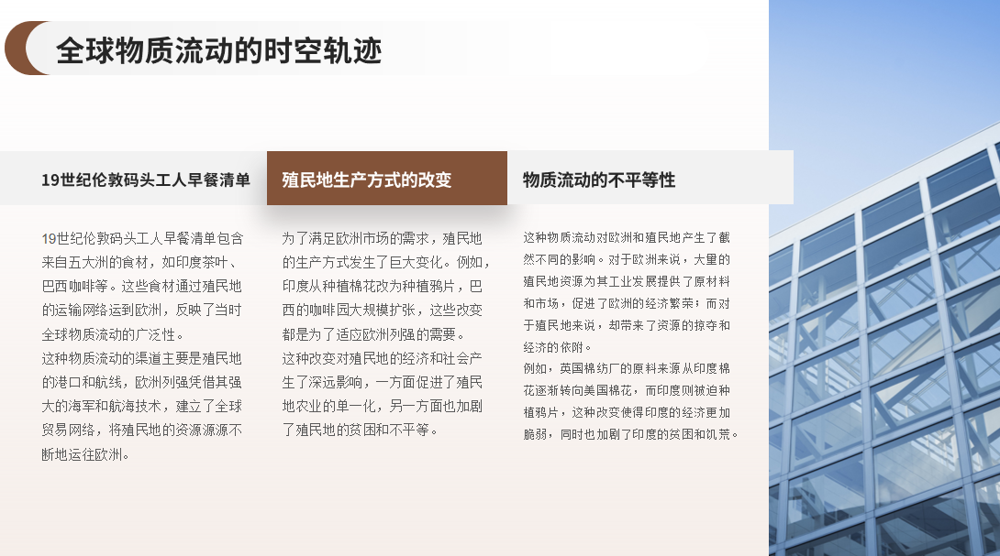 全球物质流动的时空轨迹
19世纪伦敦码头工人早餐清单
19世纪伦敦码头工人早餐清单包含
来自五大洲的食材，如印度茶叶、
巴西咖啡等。这些食材通过殖民地
的运输网络运到欧洲，反映了当时
全球物质流动的广泛性。
这种物质流动的渠道主要是殖民地
的港口和航线，欧洲列强凭借其强
大的海军和航海技术，建立了全球
贸易网络，将殖民地的资源源源不
断地运往欧洲。
殖民地生产方式的改变
为了满足欧洲市场的需求，殖民地
的生产方式发生了巨大变化。例如，
印度从种植棉花改为种植鸦片，巴
西的咖啡园大规模扩张，这些改变
都是为了适应欧洲列强的需要。
这种改变对殖民地的经济和社会产
生了深远影响，一方面促进了殖民
地农业的单一化，另一方面也加剧
了殖民地的贫困和不平等。
物质流动的不平等性
这种物质流动对欧洲和殖民地产生了截
然不同的影响。对于欧洲来说，大量的
殖民地资源为其工业发展提供了原材料
和市场，促进了欧洲的经济繁荣；而对
于殖民地来说，却带来了资源的掠夺和
经济的依附。
例如，英国棉纺厂的原料来源从印度棉
花逐渐转向美国棉花，而印度则被迫种
植鸦片，这种改变使得印度的经济更加
脆弱，同时也加剧了印度的贫困和饥荒。